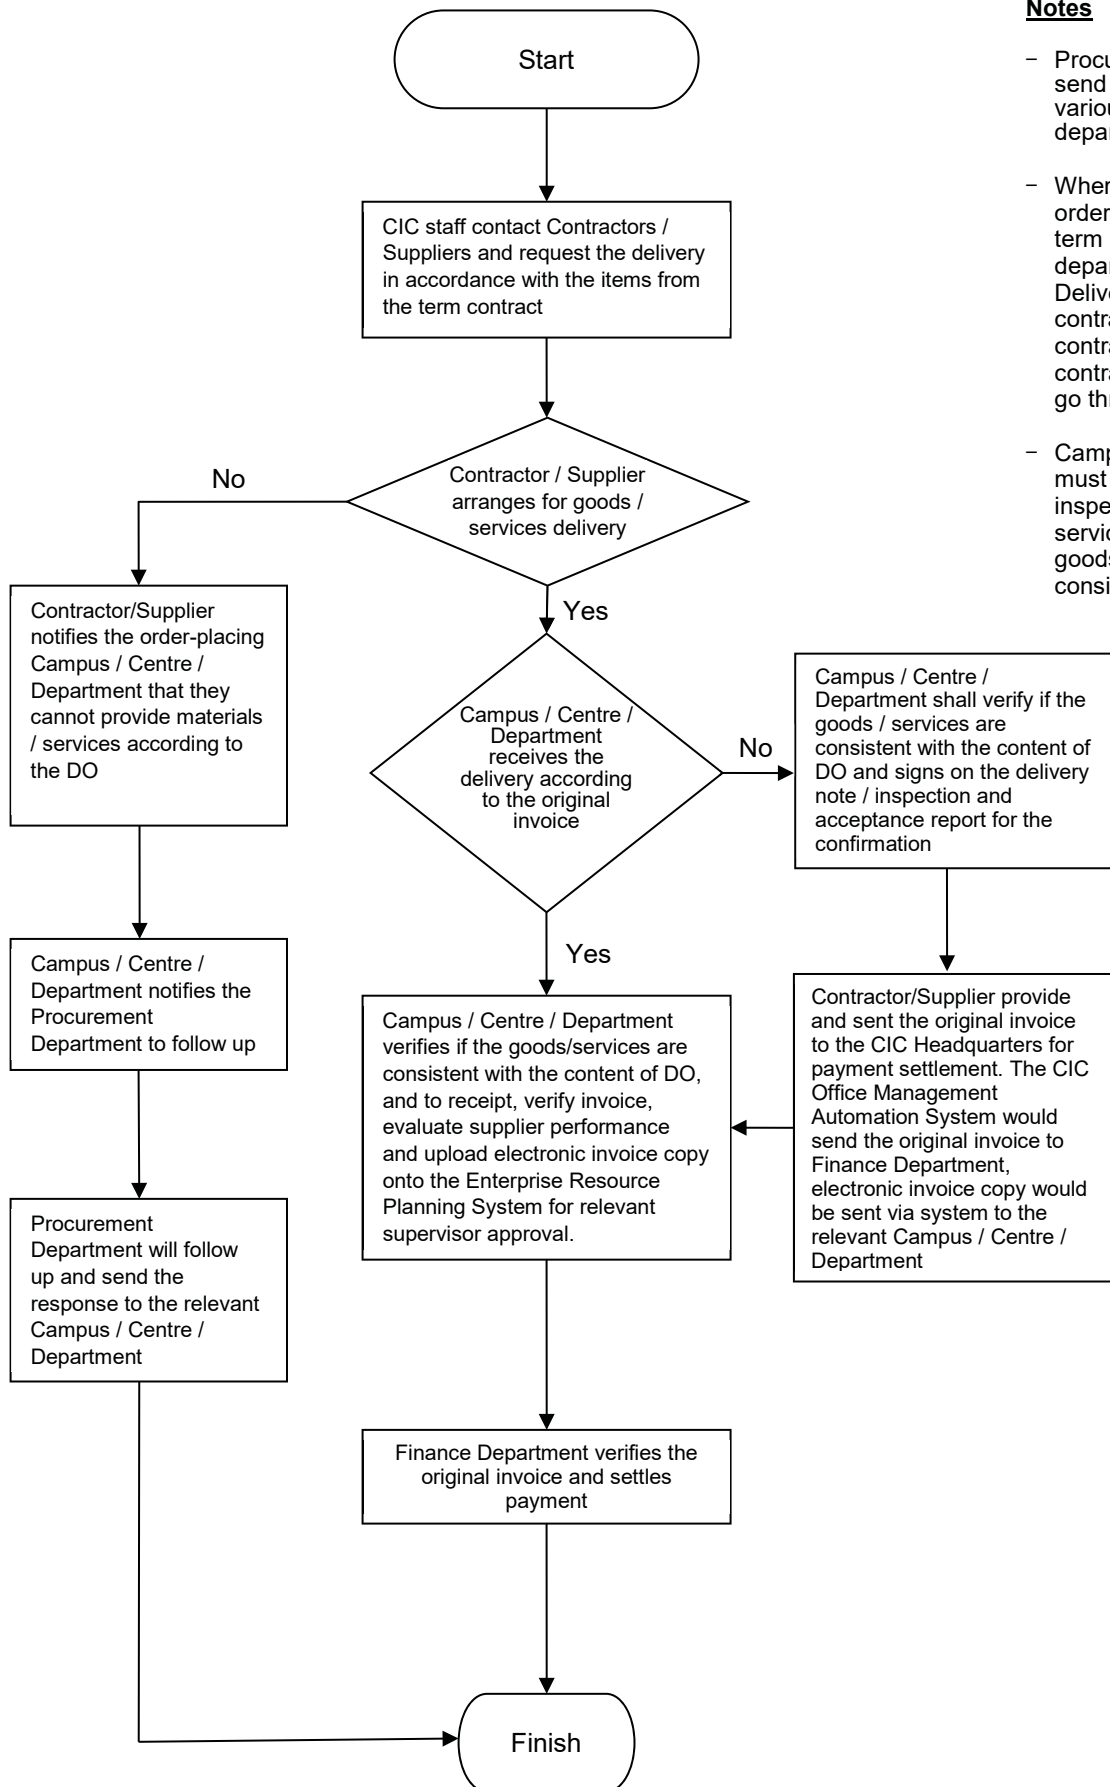 Notes
Start
–
send
–
term
CIC staff contact Contractors /
Suppliers and request the delivery
in accordance with the items from
the term contract
–
must
No
Contractor / Supplier
arranges for goods /
services delivery
Yes
Contractor/Supplier
notifies the order-placing
Campus / Centre /
Department that they
cannot provide materials
/ services according to
the DO
Campus / Centre /
Department
receives the
delivery according
to the original
invoice
No
Campus / Centre /
Department shall verify if the
goods / services are
consistent with the content of
DO and signs on the delivery
note / inspection and
acceptance report for the
confirmation
Yes
Campus / Centre /
Department notifies the
Procurement
Department to follow up
Campus / Centre / Department
verifies if the goods/services are
consistent with the content of DO,
and to receipt, verify invoice,
evaluate supplier performance
and upload electronic invoice copy
onto the Enterprise Resource
Planning System for relevant
supervisor approval.
Contractor/Supplier provide
and sent the original invoice
to the CIC Headquarters for
payment settlement. The CIC
Office Management
Automation System would
send the original invoice to
Finance Department,
electronic invoice copy would
be sent via system to the
relevant Campus / Centre /
Department
Procurement
Department will follow
up and send the
response to the relevant
Campus / Centre /
Department
Finance Department verifies the
original invoice and settles
payment
Finish